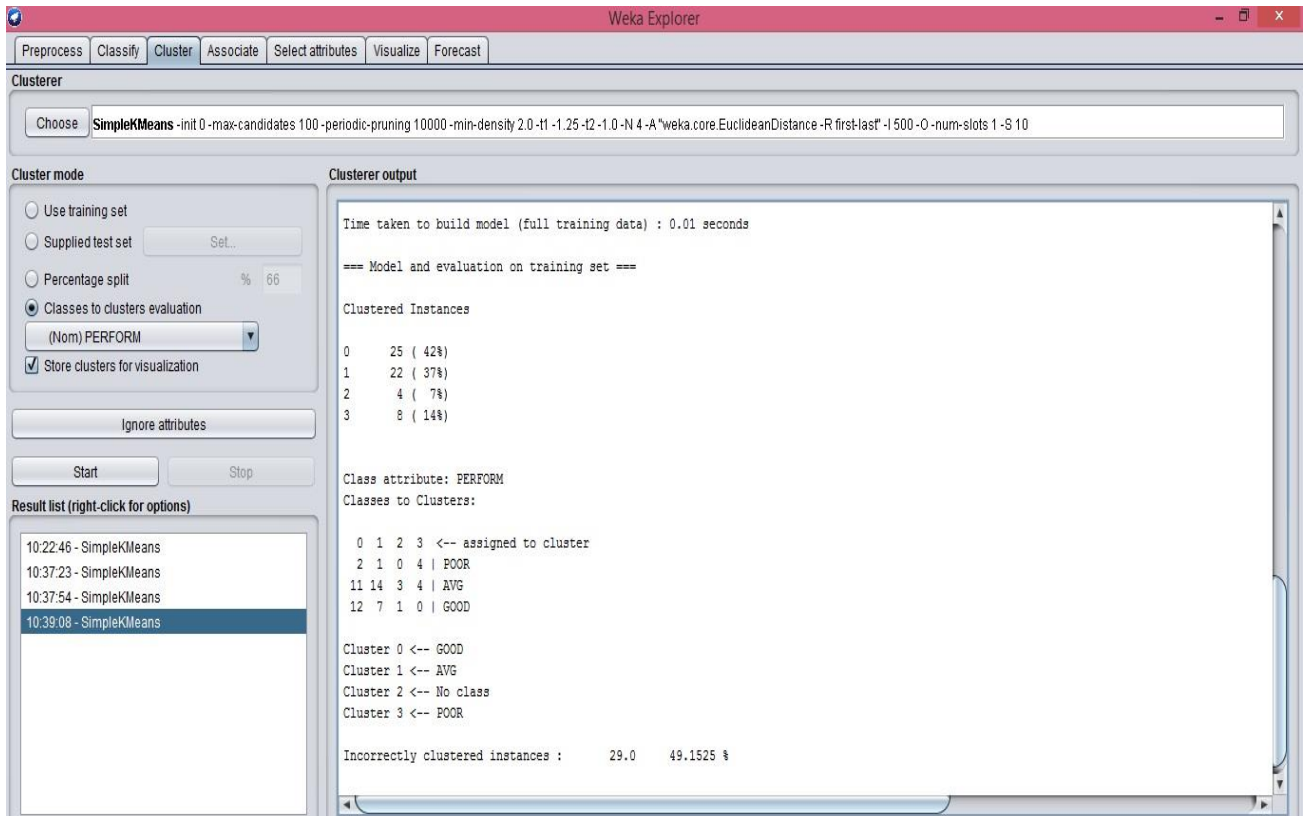 Weka Explorer
Preprocess Classify Cluster Associate Select attributes Visualize Forecast
Clusterer
Choose SimpleKMeans -init 0 -max-candidates 100 -periodic-pruning 10000 -min-density 2.0 -t1 -1.25 -t2 -1.0 -N 4 -A "weka.core.EuclideanDistance -R first-last" -I 500 -O -num-slots 1 -S 10
Cluster mode
Use training set
Supplied test set Set...
Percentage split % 66
Classes to clusters evaluation
(Nom) PERFORM
Store clusters for visualization
Ignore attributes
Start Stop
Result list (right-click for options)
10:22:46 - SimpleKMeans
10:37:23 - SimpleKMeans
10:37:54 - SimpleKMeans
10:39:08 - SimpleKMeans
Clusterer output
Time taken to build model (full training data) : 0.01 seconds
=== Model and evaluation on training set ===
Clustered Instances
0 25 ( 42%)
1 22 ( 37%)
2 4 ( 7%)
3 8 ( 14%)
Class attribute: PERFORM
Classes to Clusters:
0 1 2 3 <-- assigned to cluster
2 1 0 4 | POOR
11 14 3 4 | AVG
12 7 1 0 | GOOD
Cluster 0 <-- GOOD
Cluster 1 <-- AVG
Cluster 2 <-- No class
Cluster 3 <-- POOR
Incorrectly clustered instances : 29.0 49.1525 %